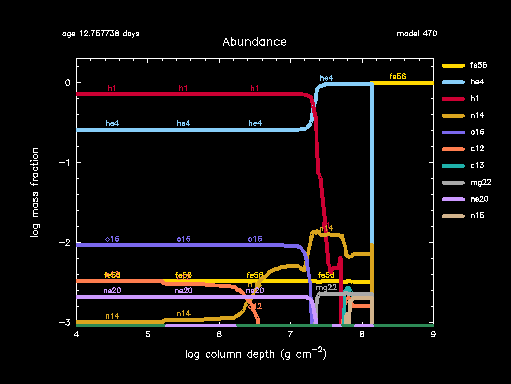 age 12.757738 days
model 470
Abundance
log mass fraction
0
−1
−2
−3
4
5
6
7
8
9
log column depth (g cm−2)
h1
h1
h1
he4
fe56
he4
he4
he4
o16
o16
o16
n14
fe56
fe56
fe56
fe56
ne20
ne20
ne20
mg22
c12
n14
n14
fe56
he4
h1
n14
o16
c12
c13
mg22
ne20
n16